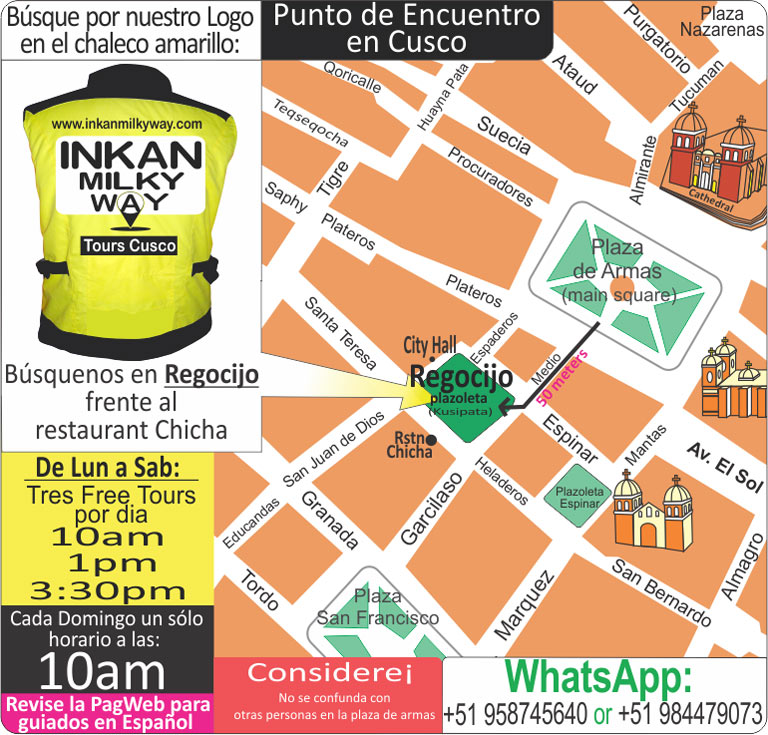 Búsque por nuestro Logo
en el chaleco amarillo:
www.inkanmilkyway.com
INKAN
MILKY
WAY
Tours Cusco
Búsquenos en Regocijo
frente al
restaurant Chicha
De Lun a Sab:
Tres Free Tours
por dia
10am
1pm
3:30pm
Cada Domingo un sólo
horario a las:
10am
Revise la PagWeb para
guiados en Español
Punto de Encuentro
en Cusco
Plaza
Nazarenas
Purgatorio
Tucuman
Ataud
Huayna Pata
Qoricalle
Suecia
Teqseqocha
Procuradores
Almirante
Cathedral
Tigre
Saphy
Plateros
Plaza
de Armas
(main square)
Plateros
Santa Teresa
Espaderos
City Hall
Medio
50 meters
Regocijo
plazoleta
(Kusipata)
Rstn
Chicha
San Juan de Dios
Espinar
Mantas
Av. El Sol
Heladeros
Plazoleta
Espinar
Garcilaso
Granada
Educandas
Tordo
Plaza
San Francisco
Marquez
San Bernardo
Almagro
Considere¡
No se confunda con
otras personas en la plaza de armas
WhatsApp:
+51 958745640 or +51 984479073